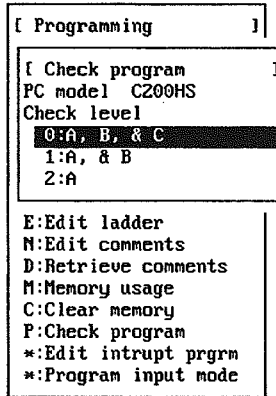 [ Programming ]
[ Check program ]
PC model C200HS
Check level
0:A, B, & C
1:A, & B
2:A
E:Edit ladder
N:Edit comments
D:Retrieve comments
M:Memory usage
C:Clear memory
P:Check program
*:Edit intrupt prgrm
*:Program input mode